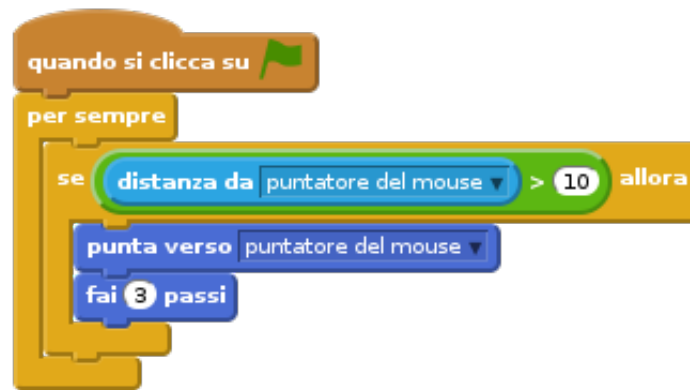 quando si clicca su
per sempre
se distanza da puntatore del mouse > 10 allora
punta verso puntatore del mouse
fai 3 passi